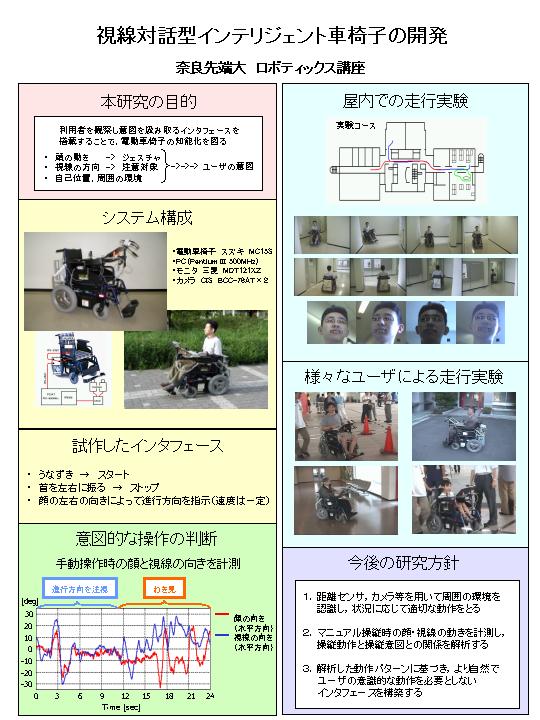 視線対話型インテリジェント車椅子の開発
奈良先端大　ロボティックス講座
本研究の目的
利用者を観察し意図を汲み取るインタフェースを
搭載することで、電動車椅子の知能化を図る
・ 頭の動き　-> ジェスチャ
・ 視線の方向　-> 注意対象　->->->-> ユーザの意図
・ 自己位置、周囲の環境
システム構成
・電動車椅子　スズキ　MC13S
・PC(Pentium III 500MHz)
・モニタ　三菱　MDT121XZ
・カメラ　CIS　BCC-78AT×2
試作したインタフェース
・ うなずき → スタート
・ 首を左右に振る → ストップ
・ 顔の左右の向きによって進行方向を指示(速度は一定)
意図的な操作の判断
手動操作時の顔と視線の向きを計測
進行方向を注視
わき見
[deg]
30
20
10
0
-10
-20
-30
0 3 6 9 12 15 18 21 24
Time [sec]
顔の向き
(水平方向)
視線の向き
(水平方向)
屋内での走行実験
実験コース
様々なユーザによる走行実験
今後の研究方針
1. 距離センサ、カメラ等を用いて周囲の環境を
認識し、状況に応じて適切な動作をとる
2. マニュアル操縦時の顔・視線の動きを計測し、
操縦動作と操縦意図との関係を解析する
3. 解析した動作パターンに基づき、より自然で
ユーザの意識的な動作を必要としない
インタフェースを構築する